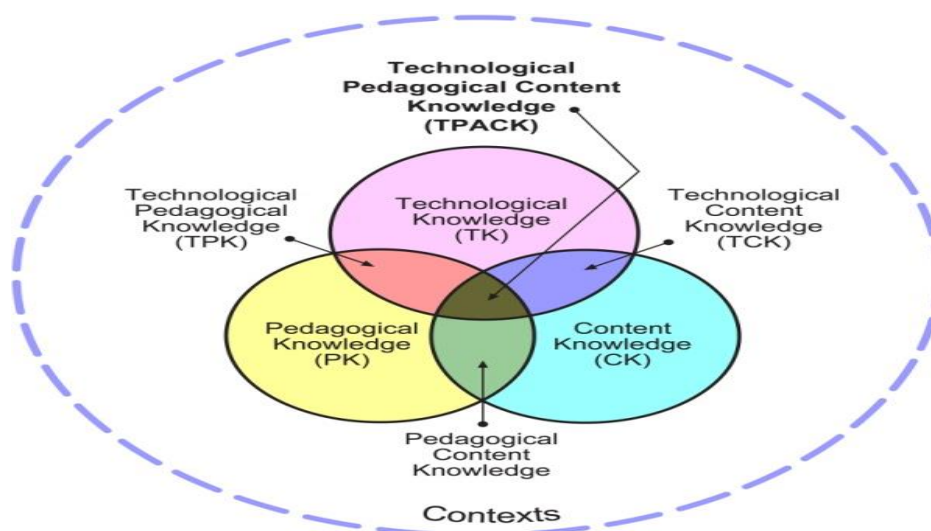 Technological
Pedagogical Content
Knowledge
(TPACK)
Technological
Pedagogical
Knowledge
(TPK)
Technological
Knowledge
(TK)
Technological
Content
Knowledge
(TCK)
Pedagogical
Knowledge
(PK)
Content
Knowledge
(CK)
Pedagogical
Content
Knowledge
Contexts